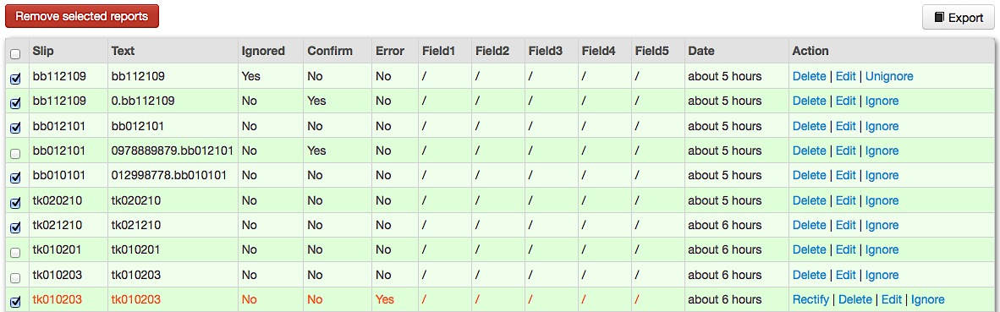 Remove selected reports Export
Slip Text Ignored Confirm Error Field1 Field2 Field3 Field4 Field5 Date Action
bb112109 bb112109 Yes No No / / / / / about 5 hours Delete | Edit | Unignore
bb112109 0.bb112109 No Yes No / / / / / about 5 hours Delete | Edit | Ignore
bb012101 bb012101 No No No / / / / / about 5 hours Delete | Edit | Ignore
bb012101 0978889879.bb012101 No Yes No / / / / / about 5 hours Delete | Edit | Ignore
bb010101 012998778.bb010101 No No No / / / / / about 5 hours Delete | Edit | Ignore
tk020210 tk020210 No No No / / / / / about 5 hours Delete | Edit | Ignore
tk021210 tk021210 No No No / / / / / about 6 hours Delete | Edit | Ignore
tk010201 tk010201 No No No / / / / / about 6 hours Delete | Edit | Ignore
tk010203 tk010203 No No No / / / / / about 6 hours Delete | Edit | Ignore
tk010203 tk010203 No No Yes / / / / / about 6 hours Rectify | Delete | Edit | Ignore